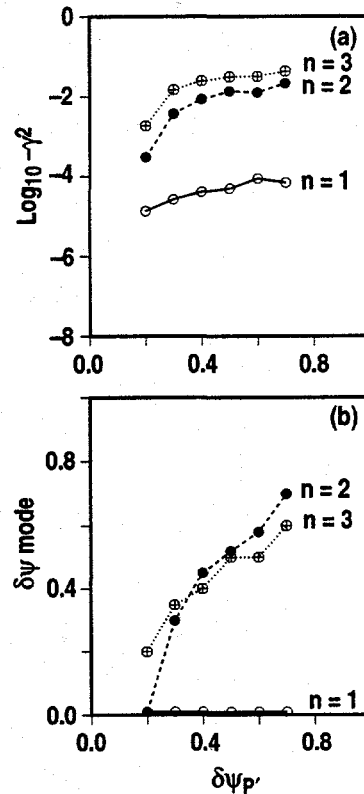 0
(a)
n = 3
n = 2
−2
Log₁₀−γ²
−4
n = 1
−6
−8
0.0 0.4 0.8
(b)
0.8
n = 2
n = 3
δψ mode
0.4
n = 1
0.0
0.0 0.4 0.8
δψP′